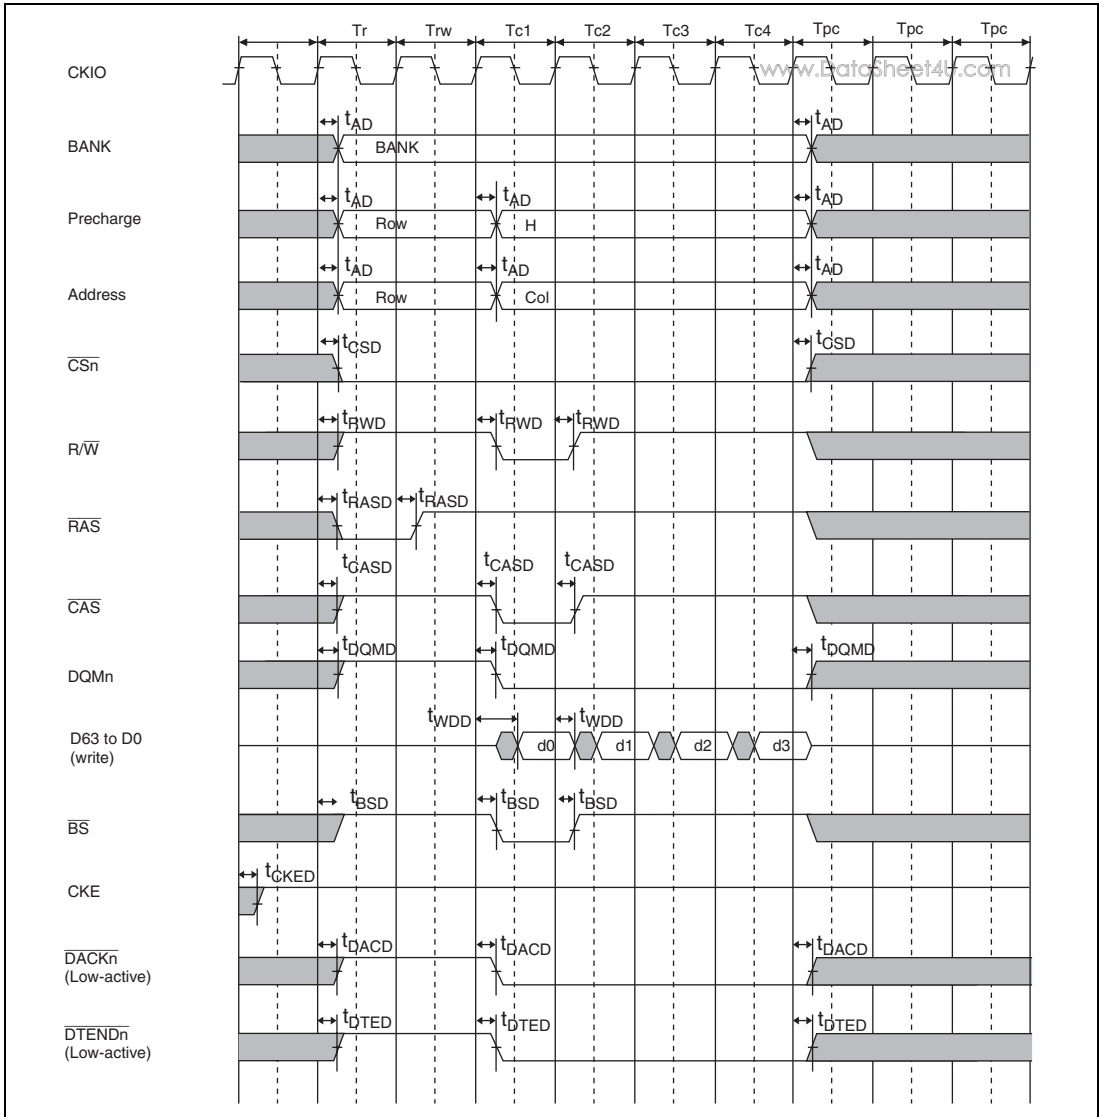 Tr Trw Tc1 Tc2 Tc3 Tc4 Tpc Tpc Tpc
CKIO
www.DataSheet4U.com
tAD tAD
BANK BANK
tAD tAD tAD
Precharge Row H
tAD tAD tAD
Address Row Col
tCSD tCSD
CSn
tRWD tRWD tRWD
R/W
tRASD tRASD
RAS
tCASD tCASD tCASD
CAS
tDQMD tDQMD tDQMD
DQMn
tWDD tWDD
D63 to D0 d0 d1 d2 d3
(write)
tBSD tBSD tBSD
BS
tCKED
CKE
tDACD tDACD tDACD
DACKn
(Low-active)
tDTED tDTED tDTED
DTENDn
(Low-active)